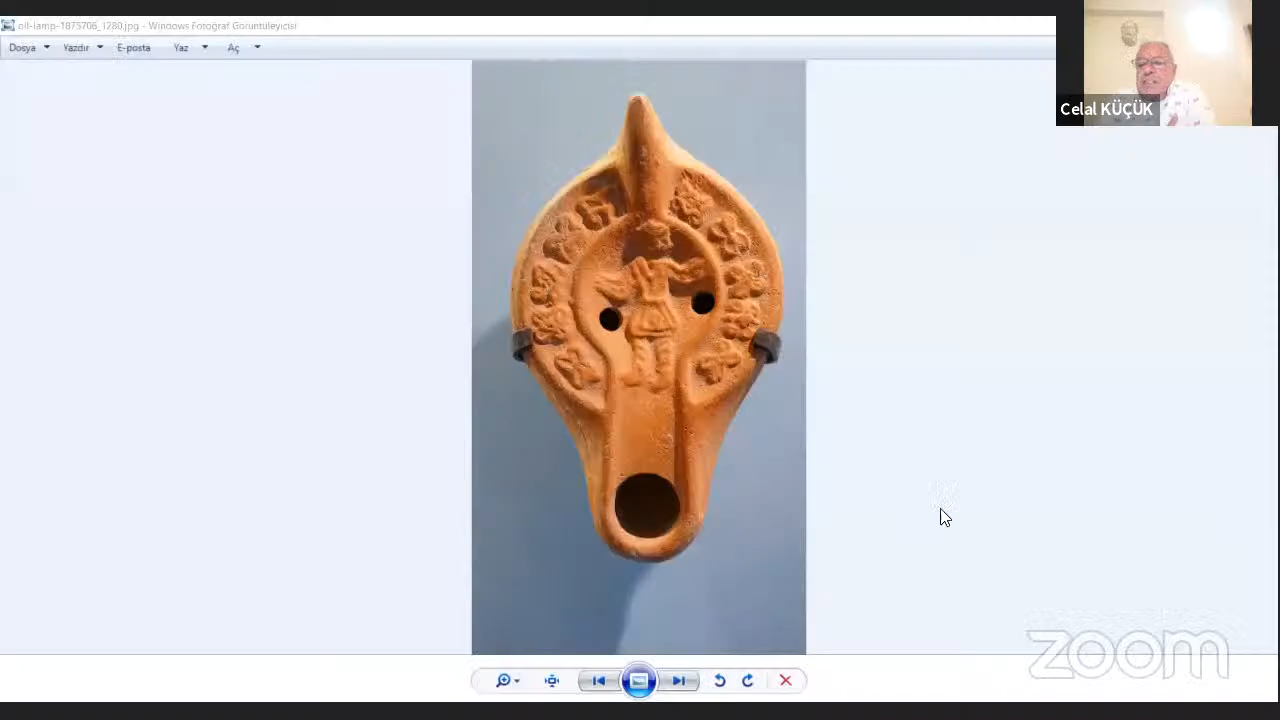 oil-lamp-1875706_1280.jpg - Windows Fotoğraf Görüntüleyicisi
Dosya Yazdır E-posta Yaz Aç
Celal KÜÇÜK
zoom